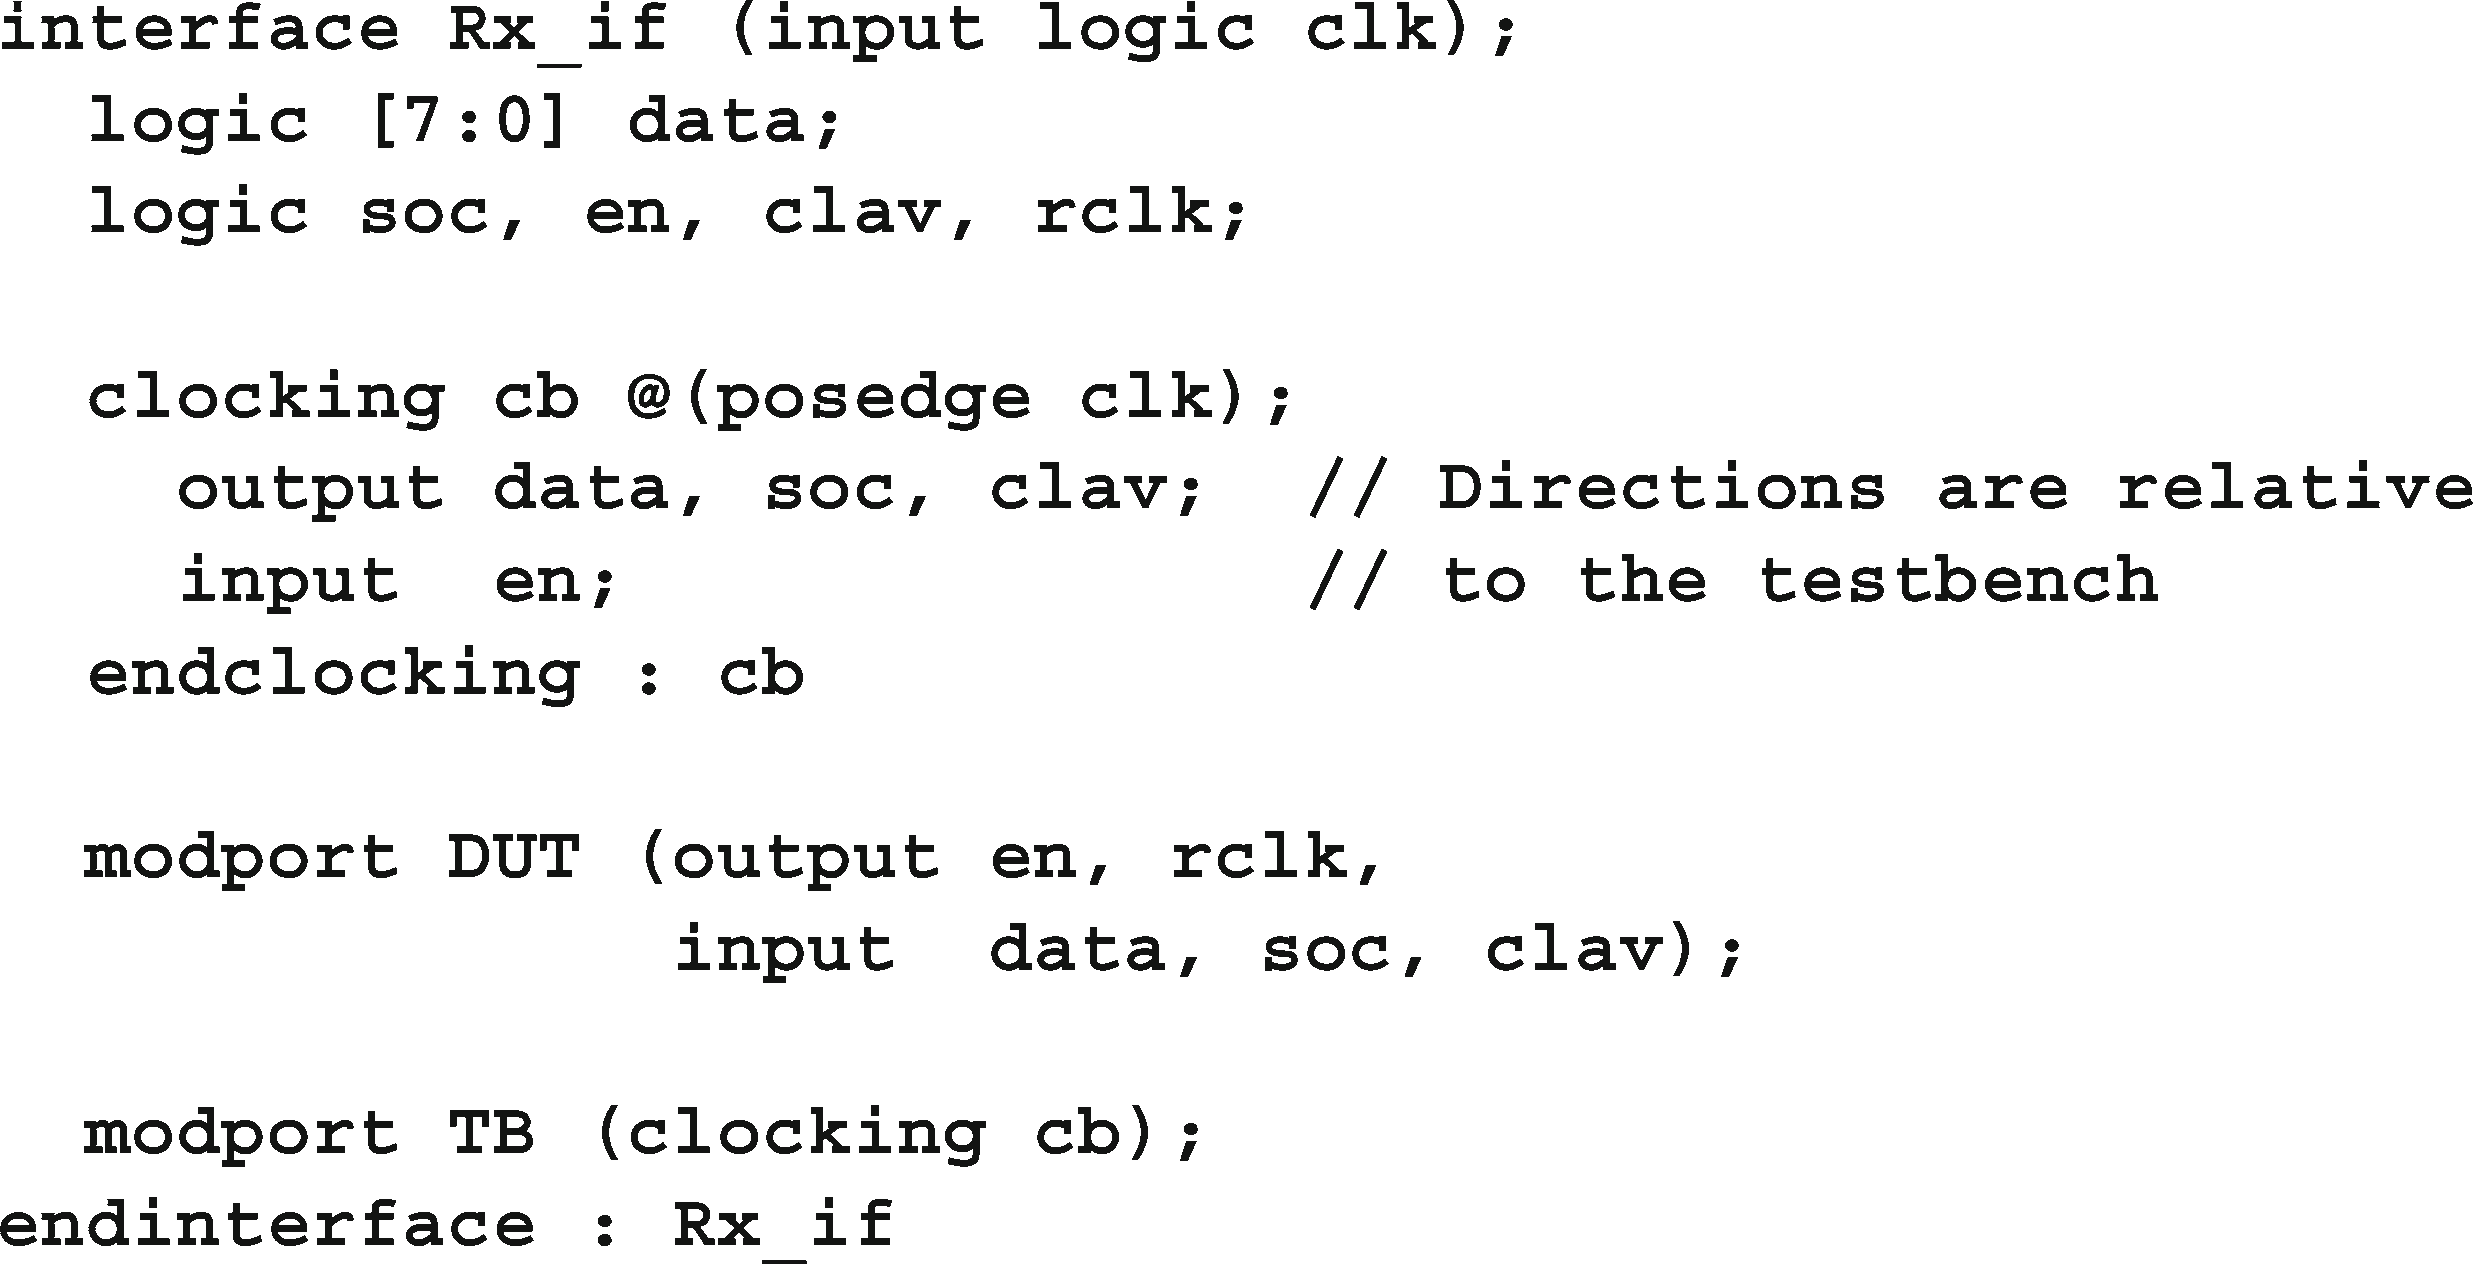 interface Rx_if (input logic clk);
  logic [7:0] data;
  logic soc, en, clav, rclk;

  clocking cb @(posedge clk);
    output data, soc, clav;  // Directions are relative
    input  en;               // to the testbench
  endclocking : cb

  modport DUT (output en, rclk,
               input  data, soc, clav);

  modport TB (clocking cb);
endinterface : Rx_if